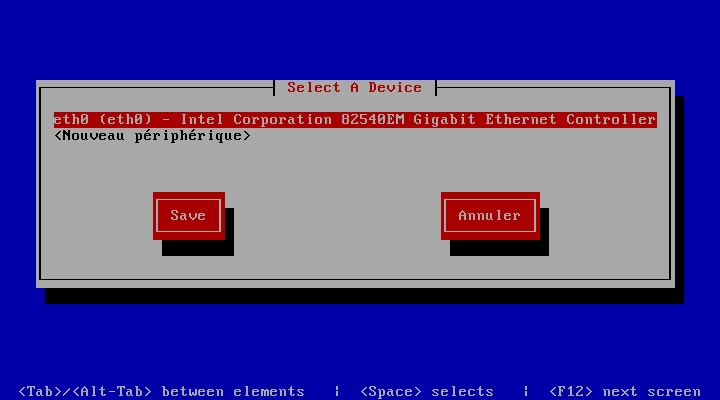 Select A Device
eth0 (eth0) - Intel Corporation 82540EM Gigabit Ethernet Controller
<Nouveau périphérique>
Save Annuler
<Tab>/<Alt-Tab> between elements | <Space> selects | <F12> next screen